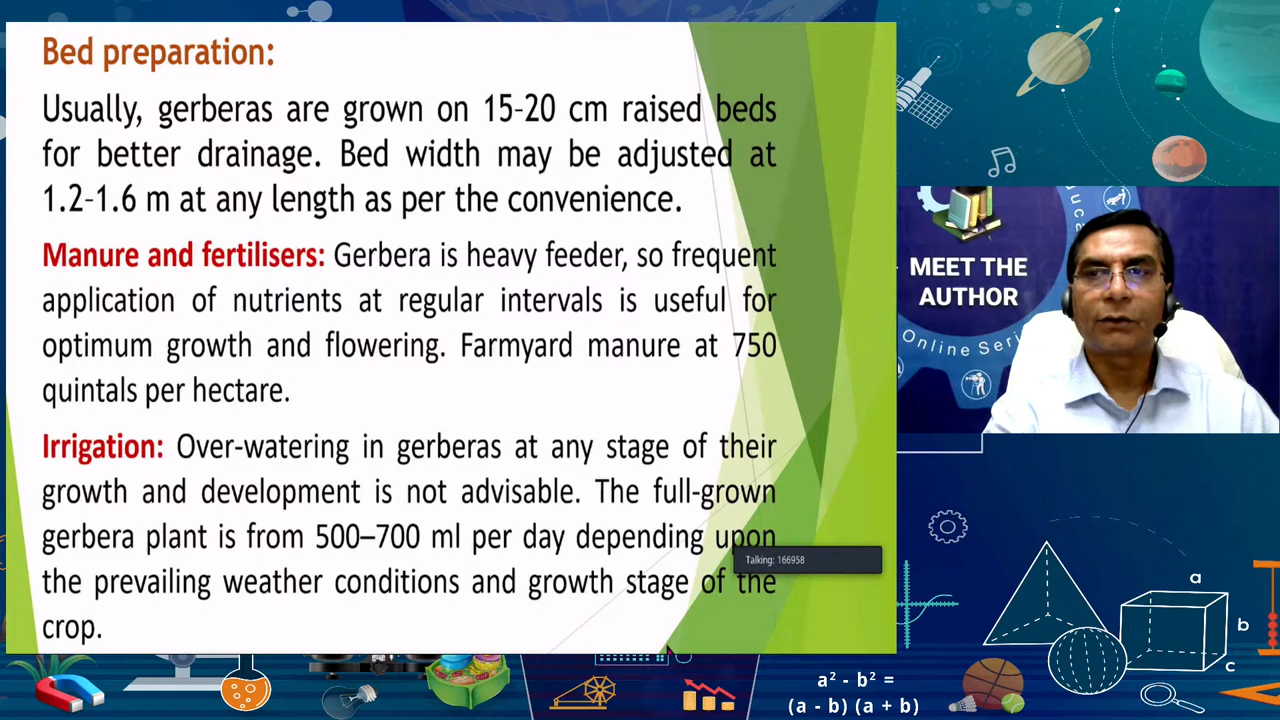 Bed preparation:
Usually, gerberas are grown on 15-20 cm raised beds
for better drainage. Bed width may be adjusted at
1.2-1.6 m at any length as per the convenience.
Manure and fertilisers: Gerbera is heavy feeder, so frequent
application of nutrients at regular intervals is useful for
optimum growth and flowering. Farmyard manure at 750
quintals per hectare.
Irrigation: Over-watering in gerberas at any stage of their
growth and development is not advisable. The full-grown
gerbera plant is from 500–700 ml per day depending upon
the prevailing weather conditions and growth stage of the
crop.
Talking: 166958
MEET THE
AUTHOR
Online Seri
a
b
c
a² - b² =
(a - b) (a + b)